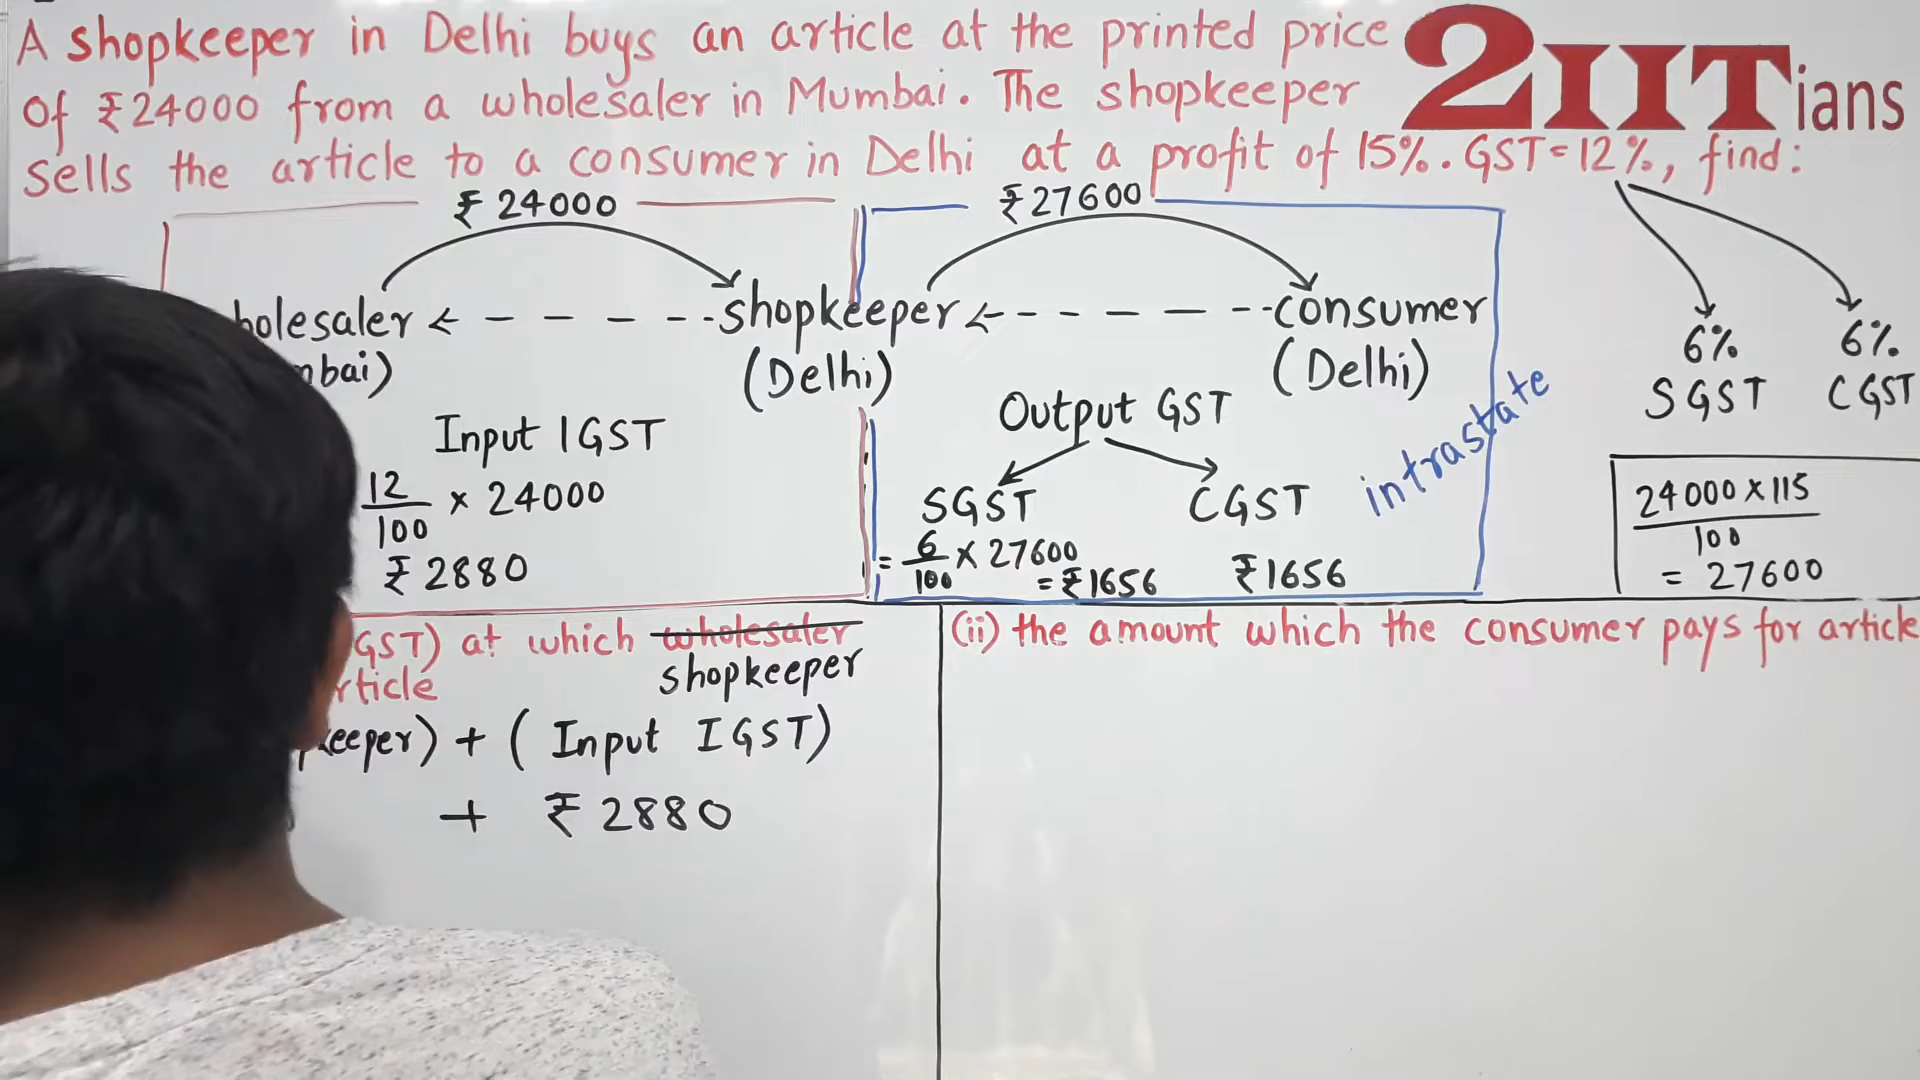 A shopkeeper in Delhi buys an article at the printed price
2IITians
of ₹24000 from a wholesaler in Mumbai. The shopkeeper
sells the article to a consumer in Delhi at a profit of 15%. GST=12%, find:
₹ 24000
₹27600
holesaler <- - - - - - shopkeeper <- - - - - - consumer
bai)
(Delhi)
(Delhi)
6% 6%
SGST CGST
Input IGST
Output GST
intrastate
SGST CGST
12/100 × 24000
₹ 2880
= 6/100 × 27600
= ₹1656
₹1656
24000 × 115
100
= 27600
GST) at which wholesaler
shopkeeper
rticle
(ii) the amount which the consumer pays for article
keeper) + ( Input IGST)
+ ₹ 2880